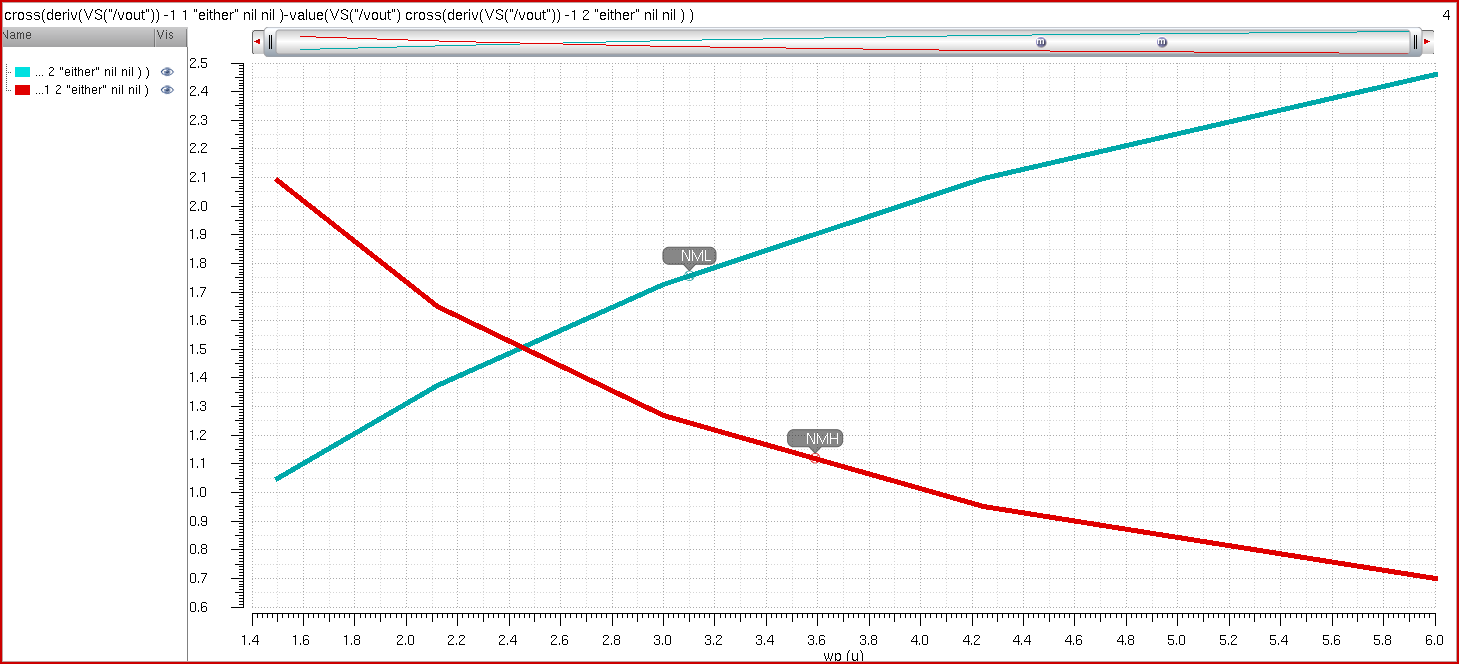 cross(deriv(VS("/vout")) -1 1 "either" nil nil )-value(VS("/vout") cross(deriv(VS("/vout")) -1 2 "either" nil nil ) )
4
Name Vis
... 2 "either" nil nil ) )
...1 2 "either" nil nil )
m m
2.5
2.4
2.3
2.2
2.1
2.0
1.9
1.8
1.7
1.6
1.5
1.4
1.3
1.2
1.1
1.0
0.9
0.8
0.7
0.6
NML
NMH
1.4 1.6 1.8 2.0 2.2 2.4 2.6 2.8 3.0 3.2 3.4 3.6 3.8 4.0 4.2 4.4 4.6 4.8 5.0 5.2 5.4 5.6 5.8 6.0
wp (u)